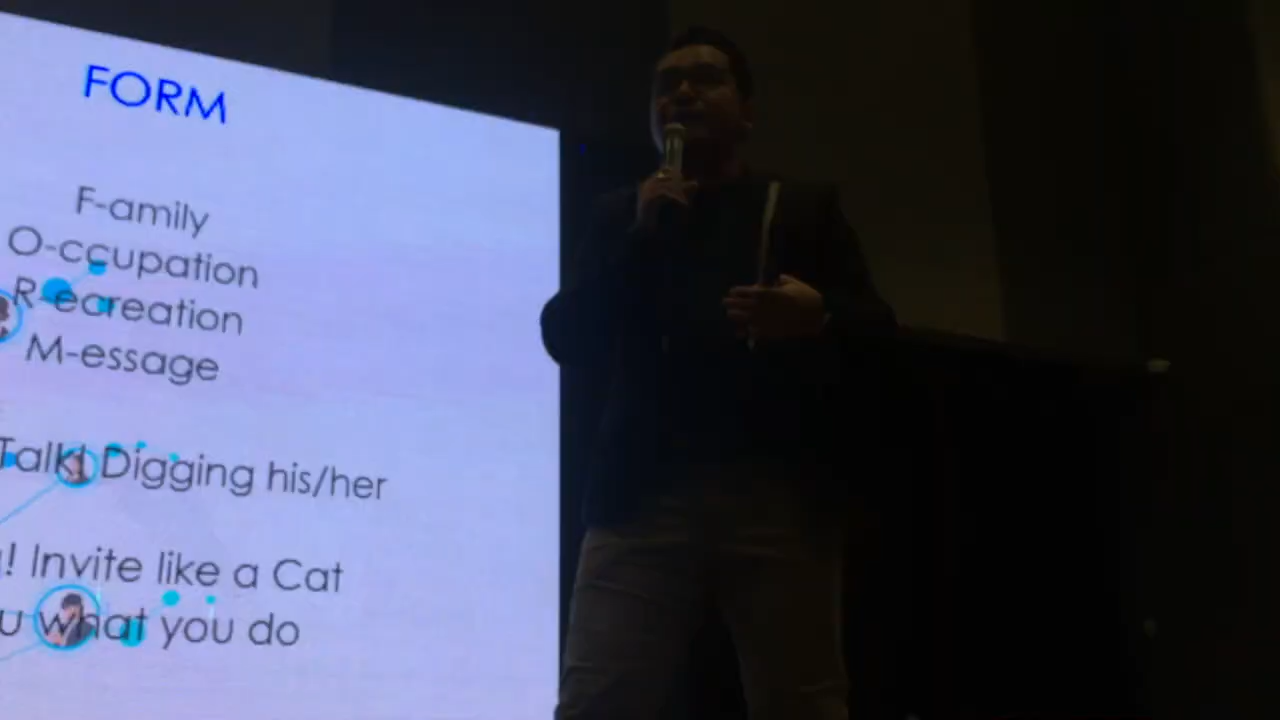 FORM
F-amily
O-ccupation
R-ecreation
M-essage
Talk! Digging his/her
! Invite like a Cat
u what you do